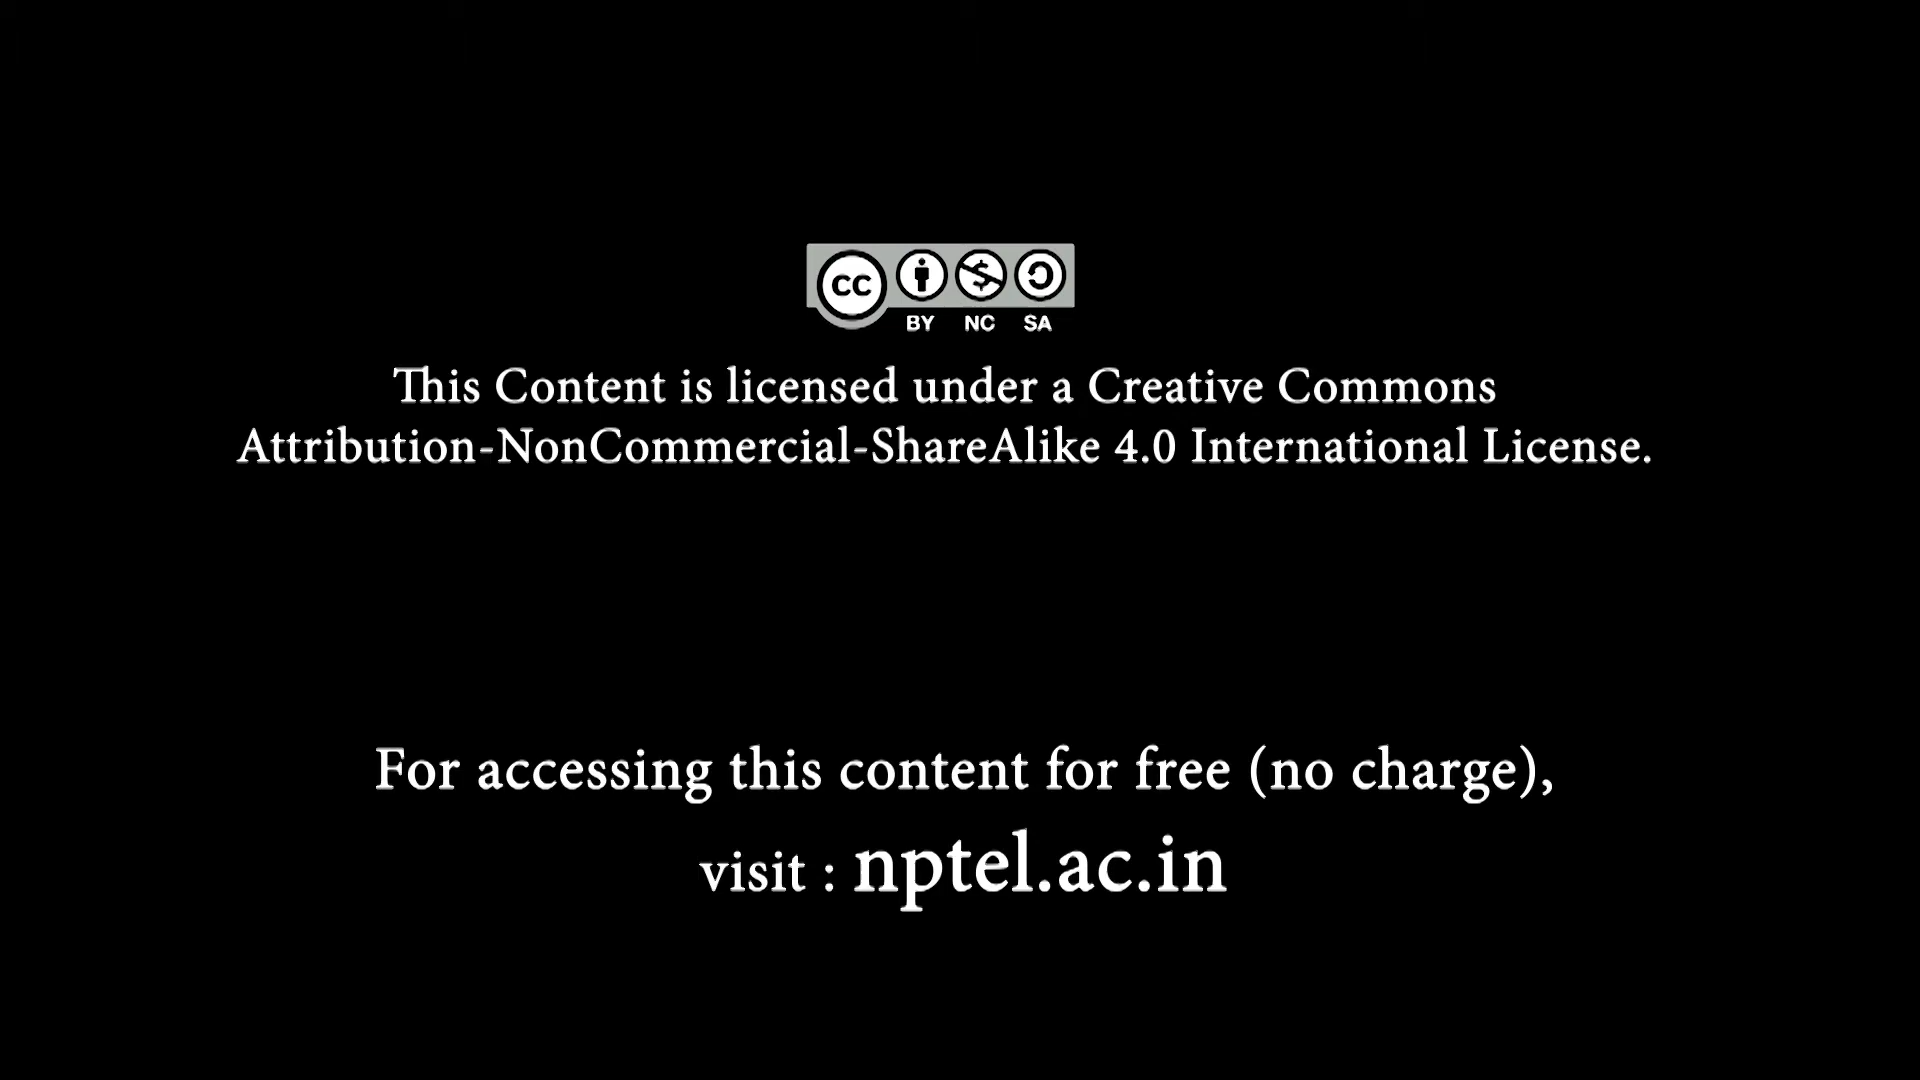 CC
BY NC SA
This Content is licensed under a Creative Commons
Attribution-NonCommercial-ShareAlike 4.0 International License.
For accessing this content for free (no charge),
visit : nptel.ac.in